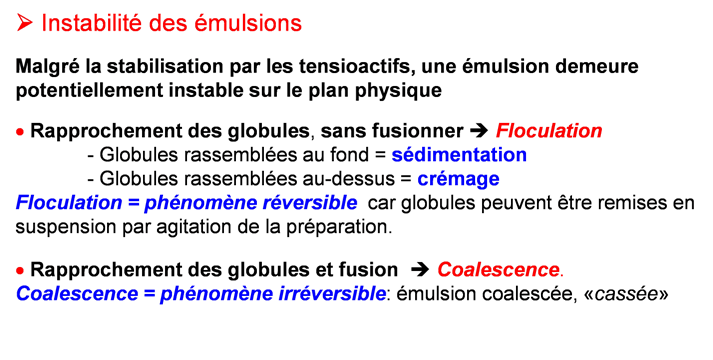 ➢ Instabilité des émulsions
Malgré la stabilisation par les tensioactifs, une émulsion demeure
potentiellement instable sur le plan physique
• Rapprochement des globules, sans fusionner ➔ Floculation
- Globules rassemblées au fond = sédimentation
- Globules rassemblées au-dessus = crémage
Floculation = phénomène réversible car globules peuvent être remises en
suspension par agitation de la préparation.
• Rapprochement des globules et fusion ➔ Coalescence.
Coalescence = phénomène irréversible: émulsion coalescée, «cassée»